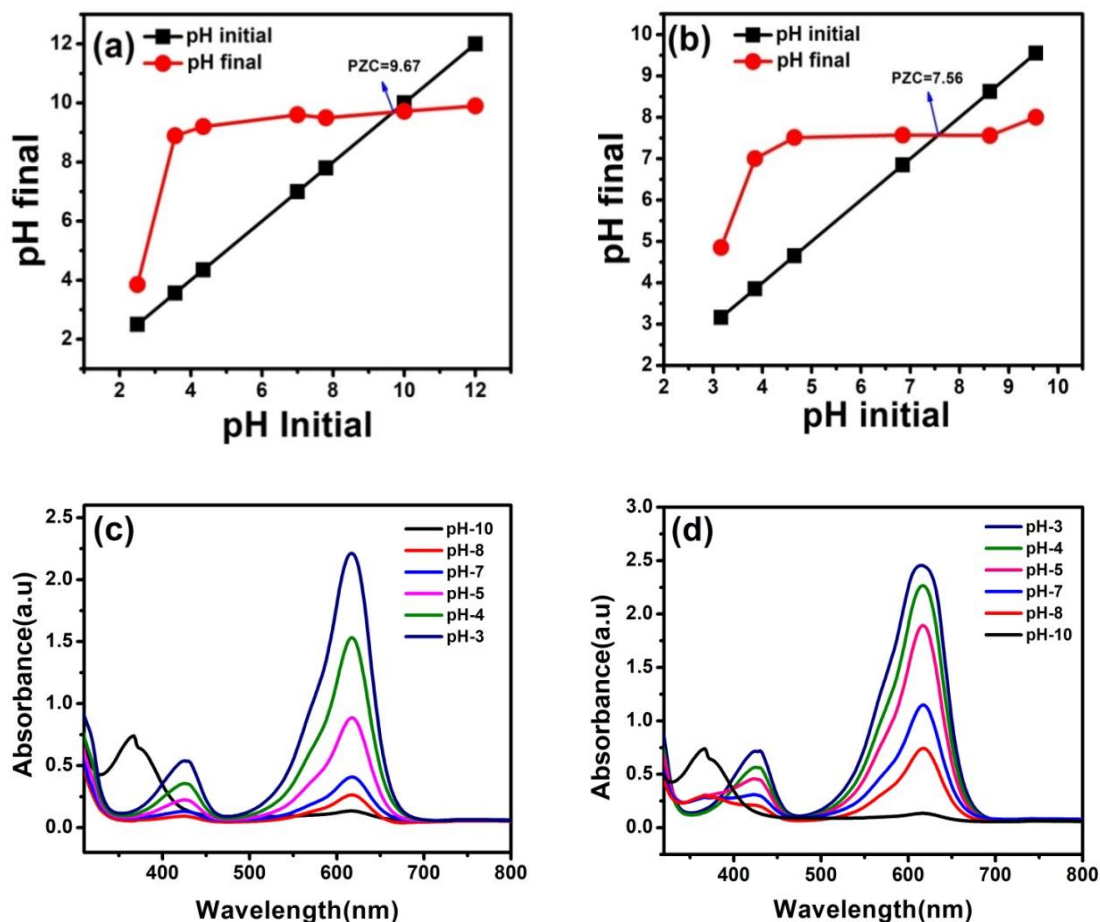 (a)
pH initial
pH final
PZC=9.67
12
10
8
6
4
2
pH final
2
4
6
8
10
12
pH Initial
(b)
pH initial
pH final
PZC=7.56
10
9
8
7
6
5
4
3
2
pH final
2
3
4
5
6
7
8
9
10
pH initial
(c)
pH-10
pH-8
pH-7
pH-5
pH-4
pH-3
2.5
2.0
1.5
1.0
0.5
0.0
Absorbance(a.u)
400
500
600
700
800
Wavelength(nm)
(d)
pH-3
pH-4
pH-5
pH-7
pH-8
pH-10
3.0
2.5
2.0
1.5
1.0
0.5
0.0
Absorbance(a.u)
400
500
600
700
800
Wavelength(nm)